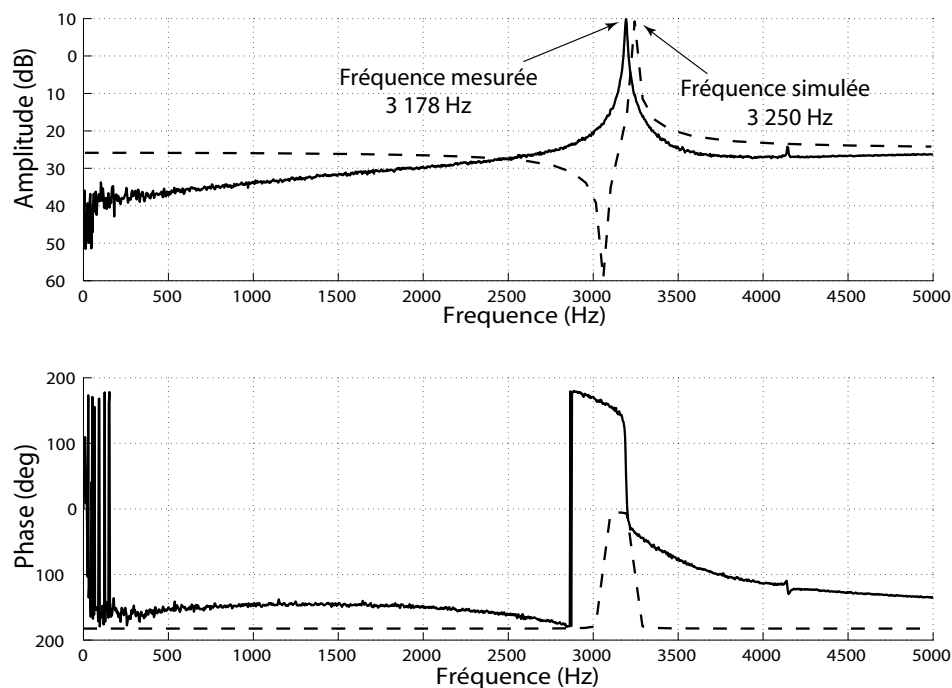 10
0
10
20
30
40
50
60
Amplitude (dB)
Fréquence mesurée
3 178 Hz
Fréquence simulée
3 250 Hz
0 500 1000 1500 2000 2500 3000 3500 4000 4500 5000
Frequence (Hz)
200
100
0
100
200
Phase (deg)
0 500 1000 1500 2000 2500 3000 3500 4000 4500 5000
Fréquence (Hz)